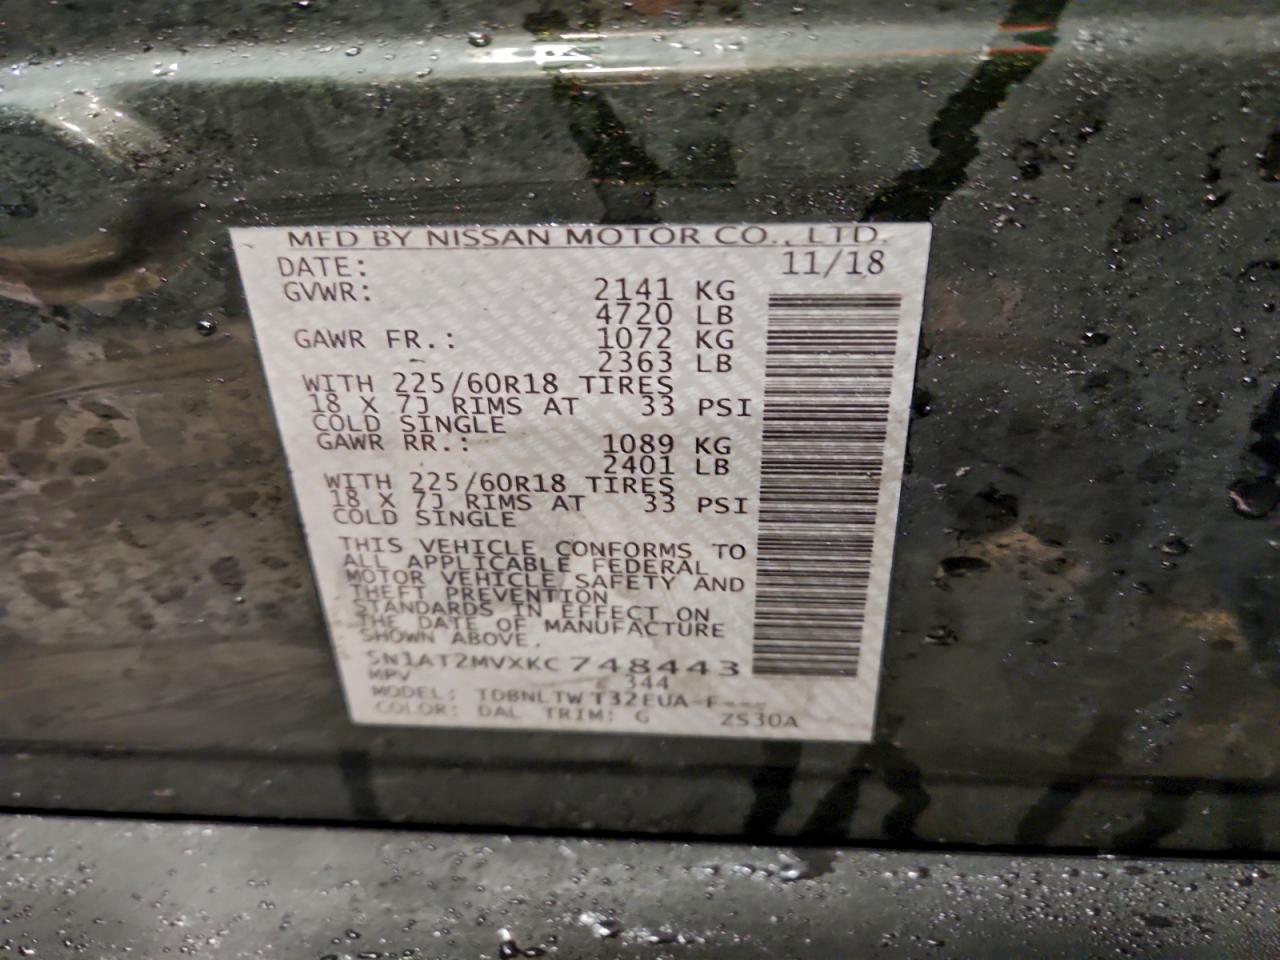 MFD BY NISSAN MOTOR CO., LTD.
DATE: 11/18
GVWR: 2141 KG
4720 LB
GAWR FR.: 1072 KG
2363 LB
WITH 225/60R18 TIRES
18 X 7J RIMS AT 33 PSI
COLD SINGLE
GAWR RR.: 1089 KG
2401 LB
WITH 225/60R18 TIRES
18 X 7J RIMS AT 33 PSI
COLD SINGLE
THIS VEHICLE CONFORMS TO
ALL APPLICABLE FEDERAL
MOTOR VEHICLE SAFETY AND
THEFT PREVENTION
STANDARDS IN EFFECT ON
THE DATE OF MANUFACTURE
SHOWN ABOVE.
5N1AT2MVXKC748443
MPV 344
MODEL: TDBNLTW T32EUA-E---
COLOR: DAL TRIM: G ZS30A